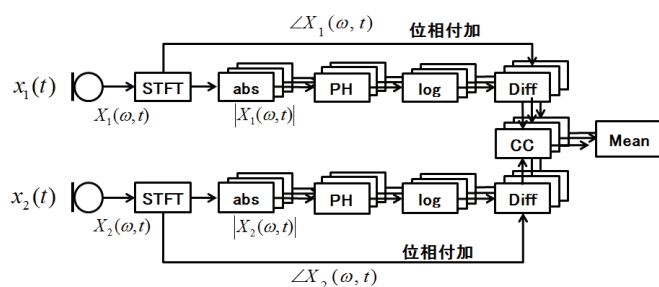 ∠X₁(ω, t) 位相付加
x₁(t) STFT abs PH log Diff
X₁(ω, t) |X₁(ω, t)|
CC Mean
x₂(t) STFT abs PH log Diff
X₂(ω, t) |X₂(ω, t)|
位相付加
∠X₂(ω, t)